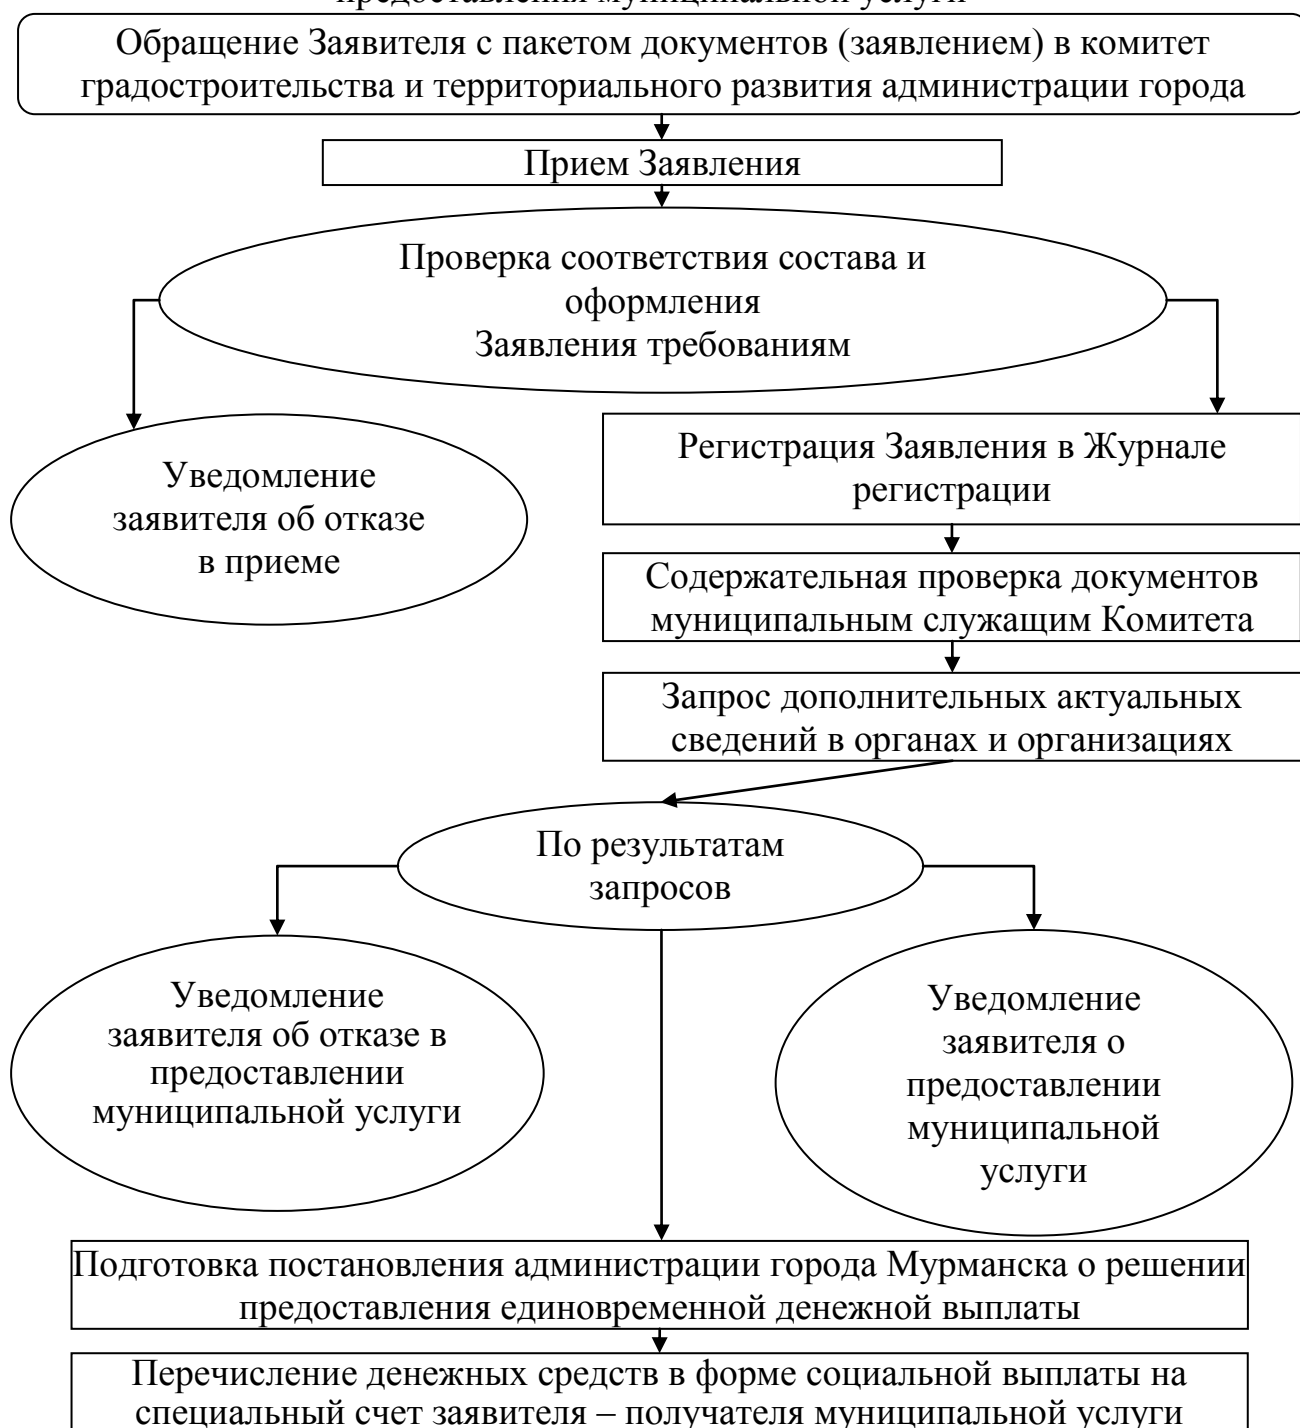 предоставления муниципальной услуги
Обращение Заявителя с пакетом документов (заявлением) в комитет
градостроительства и территориального развития администрации города
Прием Заявления
Проверка соответствия состава и
оформления
Заявления требованиям
Уведомление
заявителя об отказе
в приеме
Регистрация Заявления в Журнале
регистрации
Содержательная проверка документов
муниципальным служащим Комитета
Запрос дополнительных актуальных
сведений в органах и организациях
По результатам
запросов
Уведомление
заявителя об отказе в
предоставлении
муниципальной услуги
Уведомление
заявителя о
предоставлении
муниципальной
услуги
Подготовка постановления администрации города Мурманска о решении
предоставления единовременной денежной выплаты
Перечисление денежных средств в форме социальной выплаты на
специальный счет заявителя – получателя муниципальной услуги